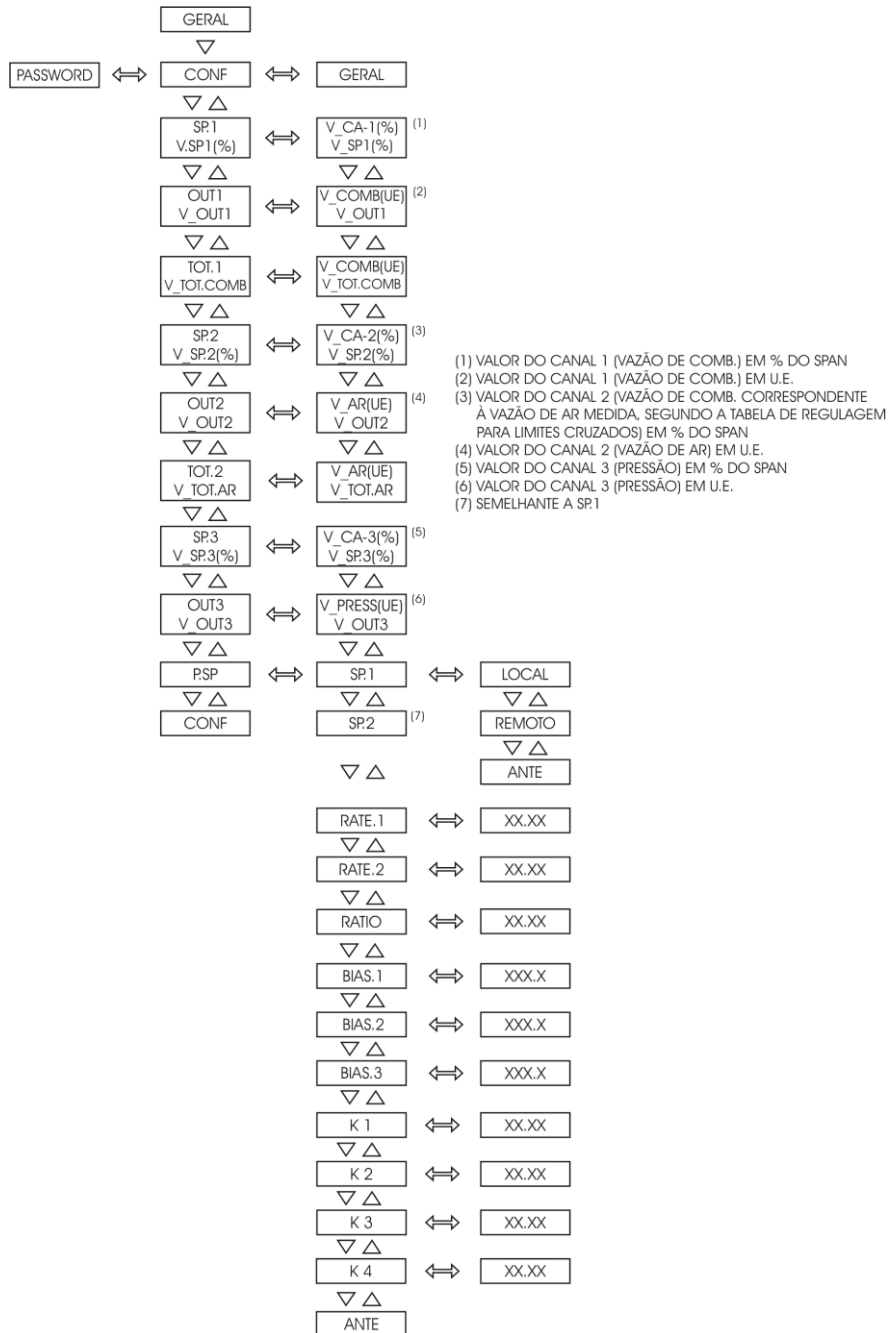 GERAL
PASSWORD CONF GERAL
SP.1 V_CA-1(%) (1)
V.SP1(%) V_SP1(%)
OUT1 V_COMB(UE) (2)
V_OUT1 V_OUT1
TOT.1 V_COMB(UE)
V_TOT.COMB V_TOT.COMB
SP.2 V_CA-2(%) (3)
V_SP.2(%) V_SP.2(%)
OUT2 V_AR(UE) (4)
V_OUT2 V_OUT2
TOT.2 V_AR(UE)
V_TOT.AR V_TOT.AR
SP.3 V_CA-3(%) (5)
V_SP.3(%) V_SP.3(%)
OUT3 V_PRESS(UE) (6)
V_OUT3 V_OUT3
(1) VALOR DO CANAL 1 (VAZÃO DE COMB.) EM % DO SPAN
(2) VALOR DO CANAL 1 (VAZÃO DE COMB.) EM U.E.
(3) VALOR DO CANAL 2 (VAZÃO DE COMB. CORRESPONDENTE
À VAZÃO DE AR MEDIDA, SEGUNDO A TABELA DE REGULAGEM
PARA LIMITES CRUZADOS) EM % DO SPAN
(4) VALOR DO CANAL 2 (VAZÃO DE AR) EM U.E.
(5) VALOR DO CANAL 3 (PRESSÃO) EM % DO SPAN
(6) VALOR DO CANAL 3 (PRESSÃO) EM U.E.
(7) SEMELHANTE A SP.1
P.SP SP.1 LOCAL
CONF SP.2 (7) REMOTO
ANTE
RATE.1 XX.XX
RATE.2 XX.XX
RATIO XX.XX
BIAS.1 XXX.X
BIAS.2 XXX.X
BIAS.3 XXX.X
K 1 XX.XX
K 2 XX.XX
K 3 XX.XX
K 4 XX.XX
ANTE